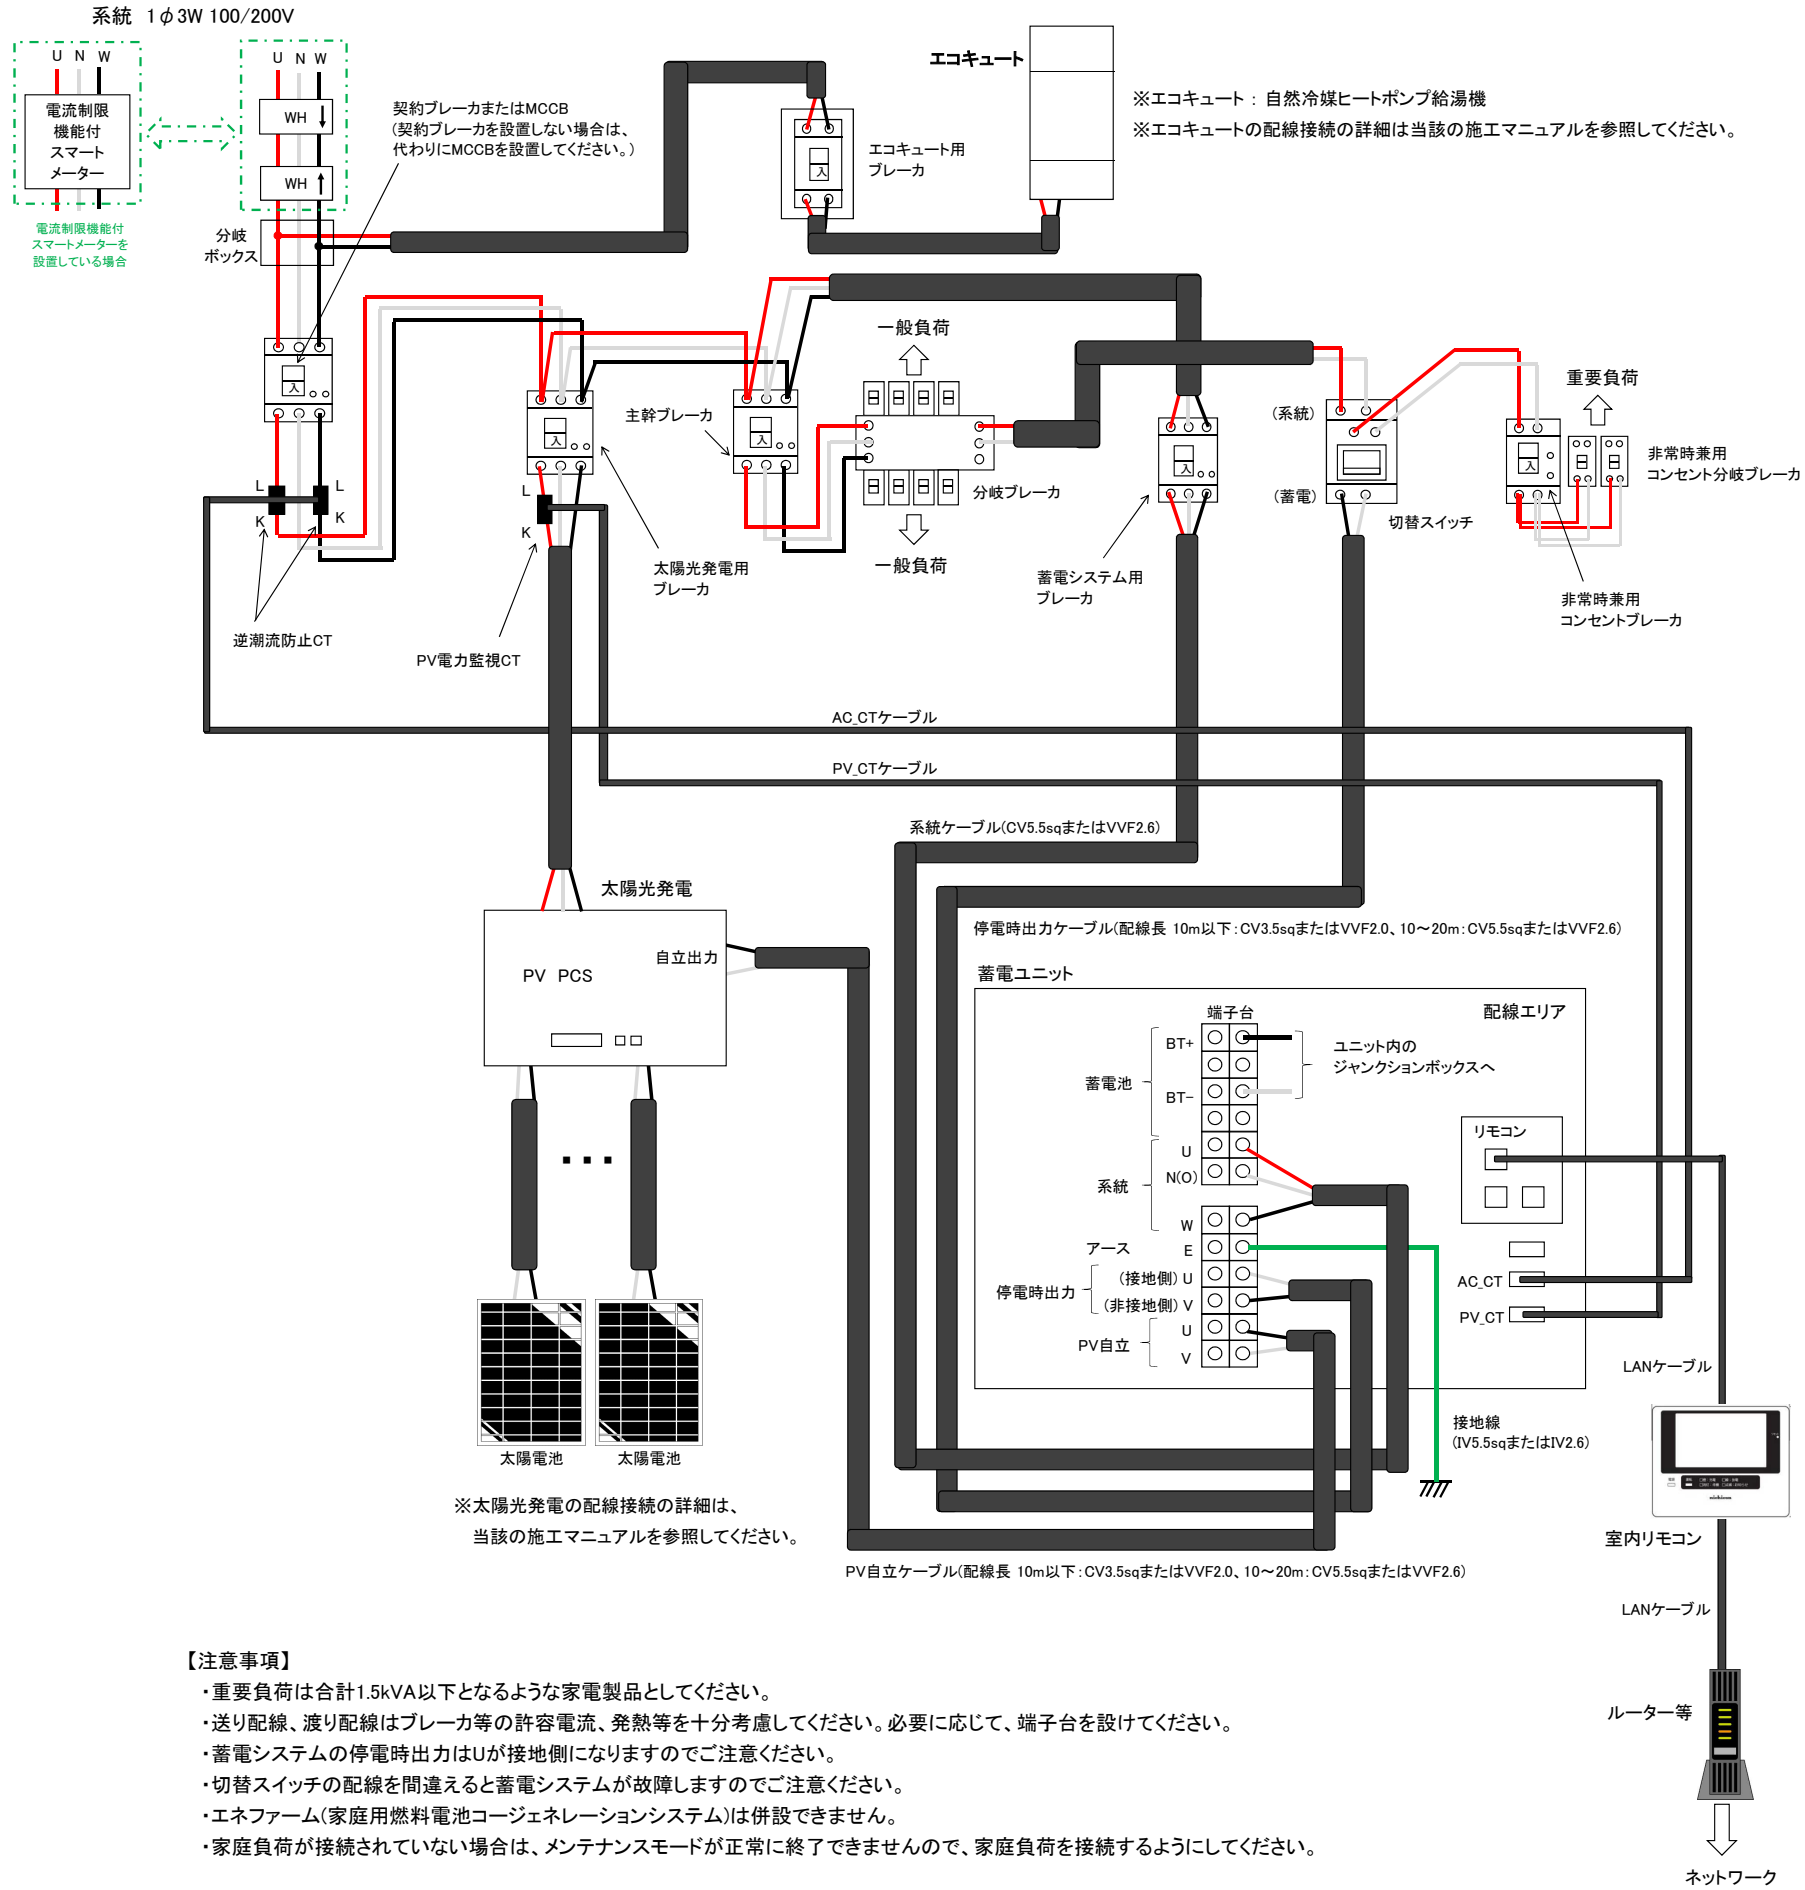 系統 1φ3W 100/200V
U N W
電流制限
機能付
スマート
メーター
電流制限機能付
スマートメーターを
設置している場合
U N W
WH
WH
分岐
ボックス
契約ブレーカまたはMCCB
(契約ブレーカを設置しない場合は、
代わりにMCCBを設置してください。)
エコキュート用
ブレーカ
エコキュート
※エコキュート : 自然冷媒ヒートポンプ給湯機
※エコキュートの配線接続の詳細は当該の施工マニュアルを参照してください。
入
入
入
入
入
入
L
K
L
K
逆潮流防止CT
L
K
PV電力監視CT
太陽光発電用
ブレーカ
主幹ブレーカ
一般負荷
一般負荷
分岐ブレーカ
蓄電システム用
ブレーカ
(系統)
(蓄電)
切替スイッチ
重要負荷
非常時兼用
コンセント分岐ブレーカ
非常時兼用
コンセントブレーカ
AC_CTケーブル
PV_CTケーブル
系統ケーブル(CV5.5sqまたはVVF2.6)
停電時出力ケーブル(配線長 10m以下:CV3.5sqまたはVVF2.0、10～20m:CV5.5sqまたはVVF2.6)
太陽光発電
自立出力
PV PCS
太陽電池
太陽電池
※太陽光発電の配線接続の詳細は、
当該の施工マニュアルを参照してください。
蓄電ユニット
端子台
配線エリア
蓄電池
BT+
BT−
ユニット内の
ジャンクションボックスへ
系統
U
N(O)
W
アース
E
停電時出力
(接地側) U
(非接地側) V
PV自立
U
V
リモコン
AC_CT
PV_CT
LANケーブル
接地線
(IV5.5sqまたはIV2.6)
室内リモコン
PV自立ケーブル(配線長 10m以下:CV3.5sqまたはVVF2.0、10～20m:CV5.5sqまたはVVF2.6)
LANケーブル
ルーター等
ネットワーク
【注意事項】
・重要負荷は合計1.5kVA以下となるような家電製品としてください。
・送り配線、渡り配線はブレーカ等の許容電流、発熱等を十分考慮してください。必要に応じて、端子台を設けてください。
・蓄電システムの停電時出力はUが接地側になりますのでご注意ください。
・切替スイッチの配線を間違えると蓄電システムが故障しますのでご注意ください。
・エネファーム(家庭用燃料電池コージェネレーションシステム)は併設できません。
・家庭負荷が接続されていない場合は、メンテナンスモードが正常に終了できませんので、家庭負荷を接続するようにしてください。